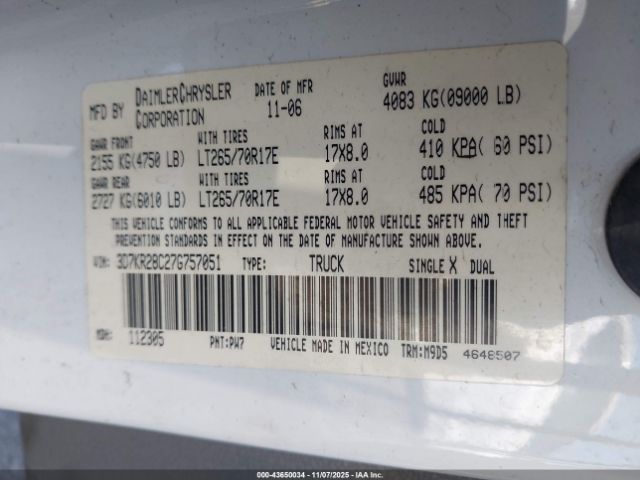 MFD BY DAIMLERCHRYSLER CORPORATION DATE OF MFR 11-06 GVWR 4083 KG(09000 LB)
GAWR FRONT WITH TIRES RIMS AT COLD
2155 KG(4750 LB) LT265/70R17E 17X8.0 410 KPA( 60 PSI)
GAWR REAR WITH TIRES RIMS AT COLD
2727 KG(6010 LB) LT265/70R17E 17X8.0 485 KPA( 70 PSI)
THIS VEHICLE CONFORMS TO ALL APPLICABLE FEDERAL MOTOR VEHICLE SAFETY AND THEFT
PREVENTION STANDARDS IN EFFECT ON THE DATE OF MANUFACTURE SHOWN ABOVE.
VIN: 3D7KR28C27G757051 TYPE: TRUCK SINGLE X DUAL
MDH: 112305 PNT:PW7 VEHICLE MADE IN MEXICO TRM:M9D5 4648507
000-43650034 — 11/07/2025 — IAAI.COM